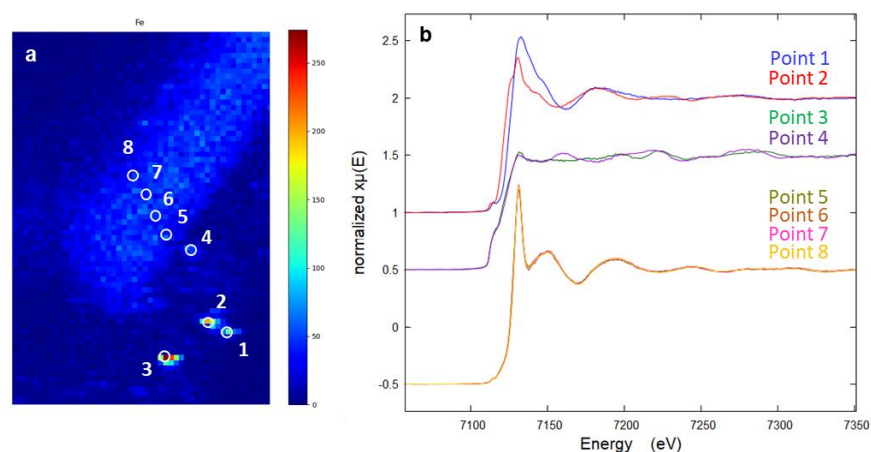 Fe
a
8
7
6
5
4
2
1
3
250
200
150
100
50
0
b
Point 1
Point 2
Point 3
Point 4
Point 5
Point 6
Point 7
Point 8
normalized xμ(E)
2.5
2
1.5
1
0.5
0
-0.5
7100
7150
7200
7250
7300
7350
Energy (eV)